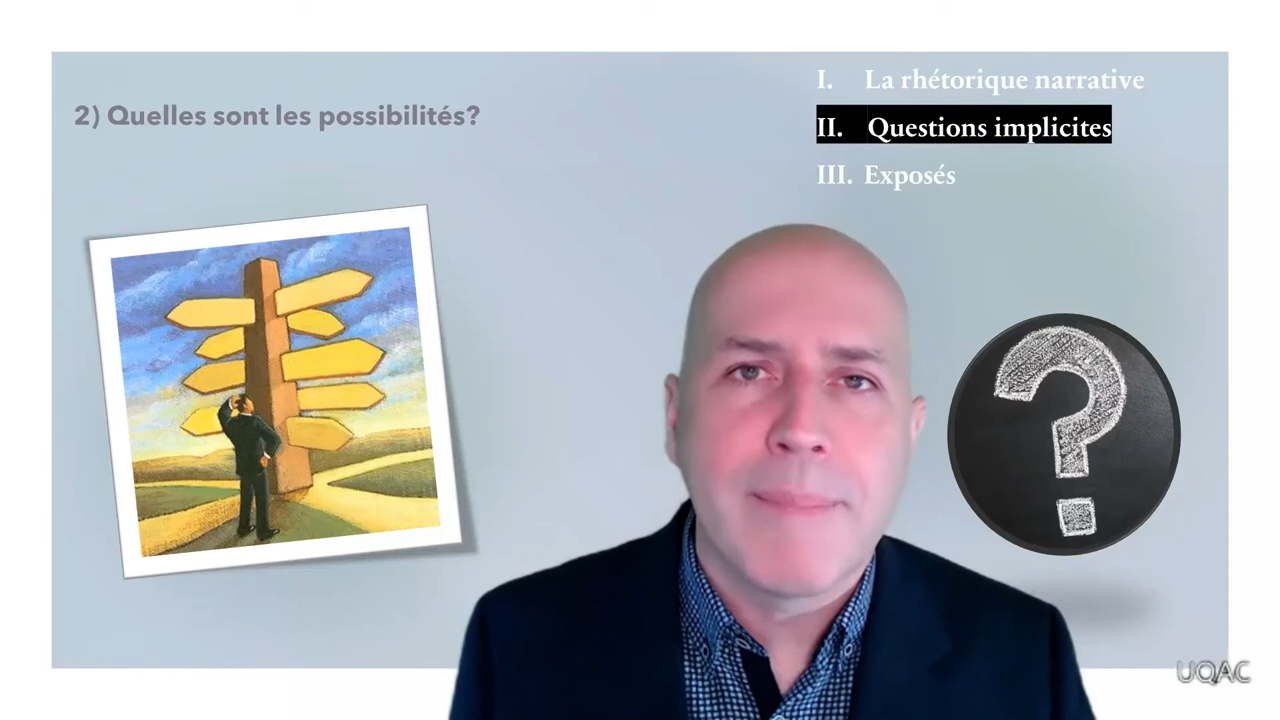 2) Quelles sont les possibilités?
I. La rhétorique narrative
II. Questions implicites
III. Exposés
UQAC